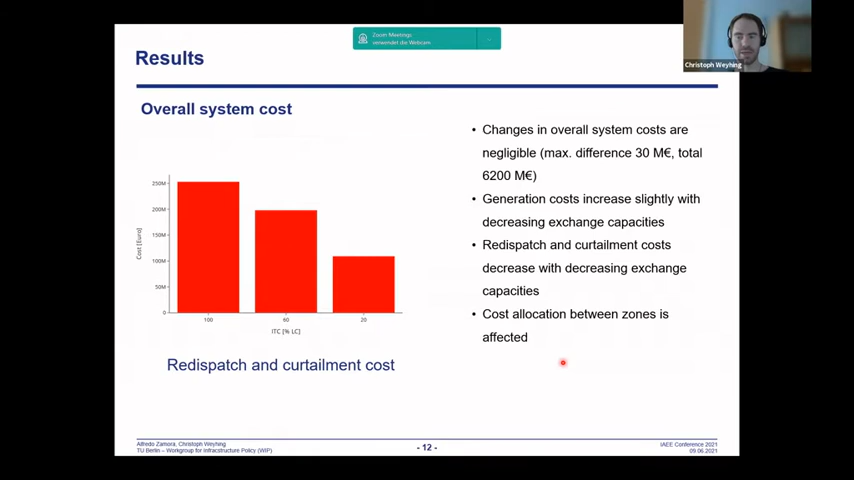 Zoom Meetings
verwendet die Webcam.
Christoph Weyhing
Results
Overall system cost
Cost [Euro]
250M
200M
150M
100M
50M
0
100
60
20
ITC [% LC]
Redispatch and curtailment cost
• Changes in overall system costs are
negligible (max. difference 30 M€, total
6200 M€)
• Generation costs increase slightly with
decreasing exchange capacities
• Redispatch and curtailment costs
decrease with decreasing exchange
capacities
• Cost allocation between zones is
affected
Alfredo Zamora, Christoph Weyhing
TU Berlin – Workgroup for Infracstructure Policy (WIP)
- 12 -
IAEE Conference 2021
09.06.2021